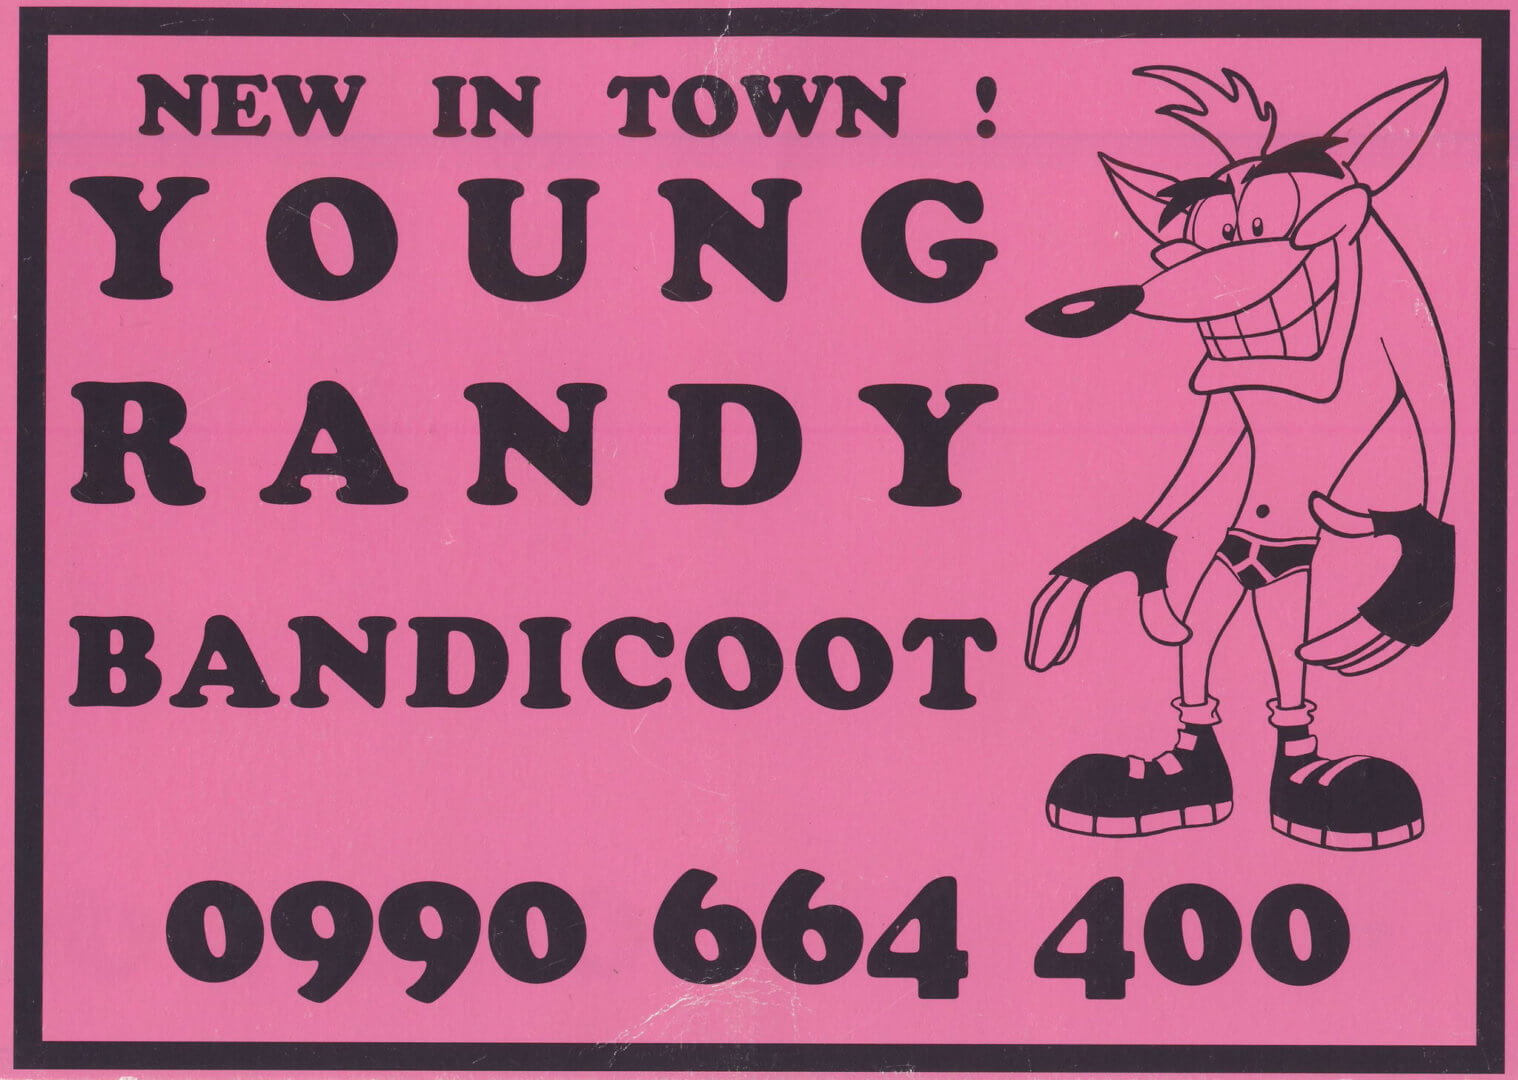 NEW IN TOWN !
YOUNG
RANDY
BANDICOOT
0990 664 400